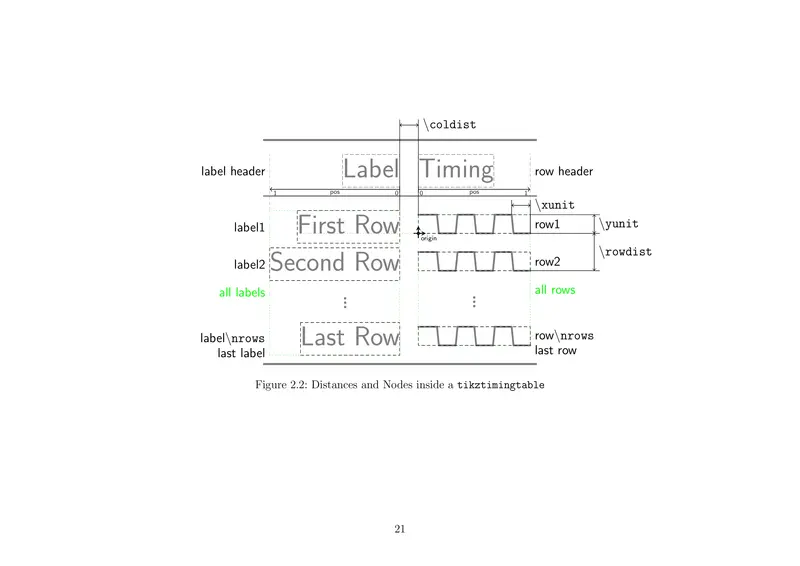 \coldist
label header Label Timing row header
1 pos 0 0 pos 1
\xunit
label1 First Row row1 \yunit
origin
\rowdist
label2 Second Row row2
all labels all rows
label\nrows Last Row row\nrows
last label last row
Figure 2.2: Distances and Nodes inside a tikztimingtable
21